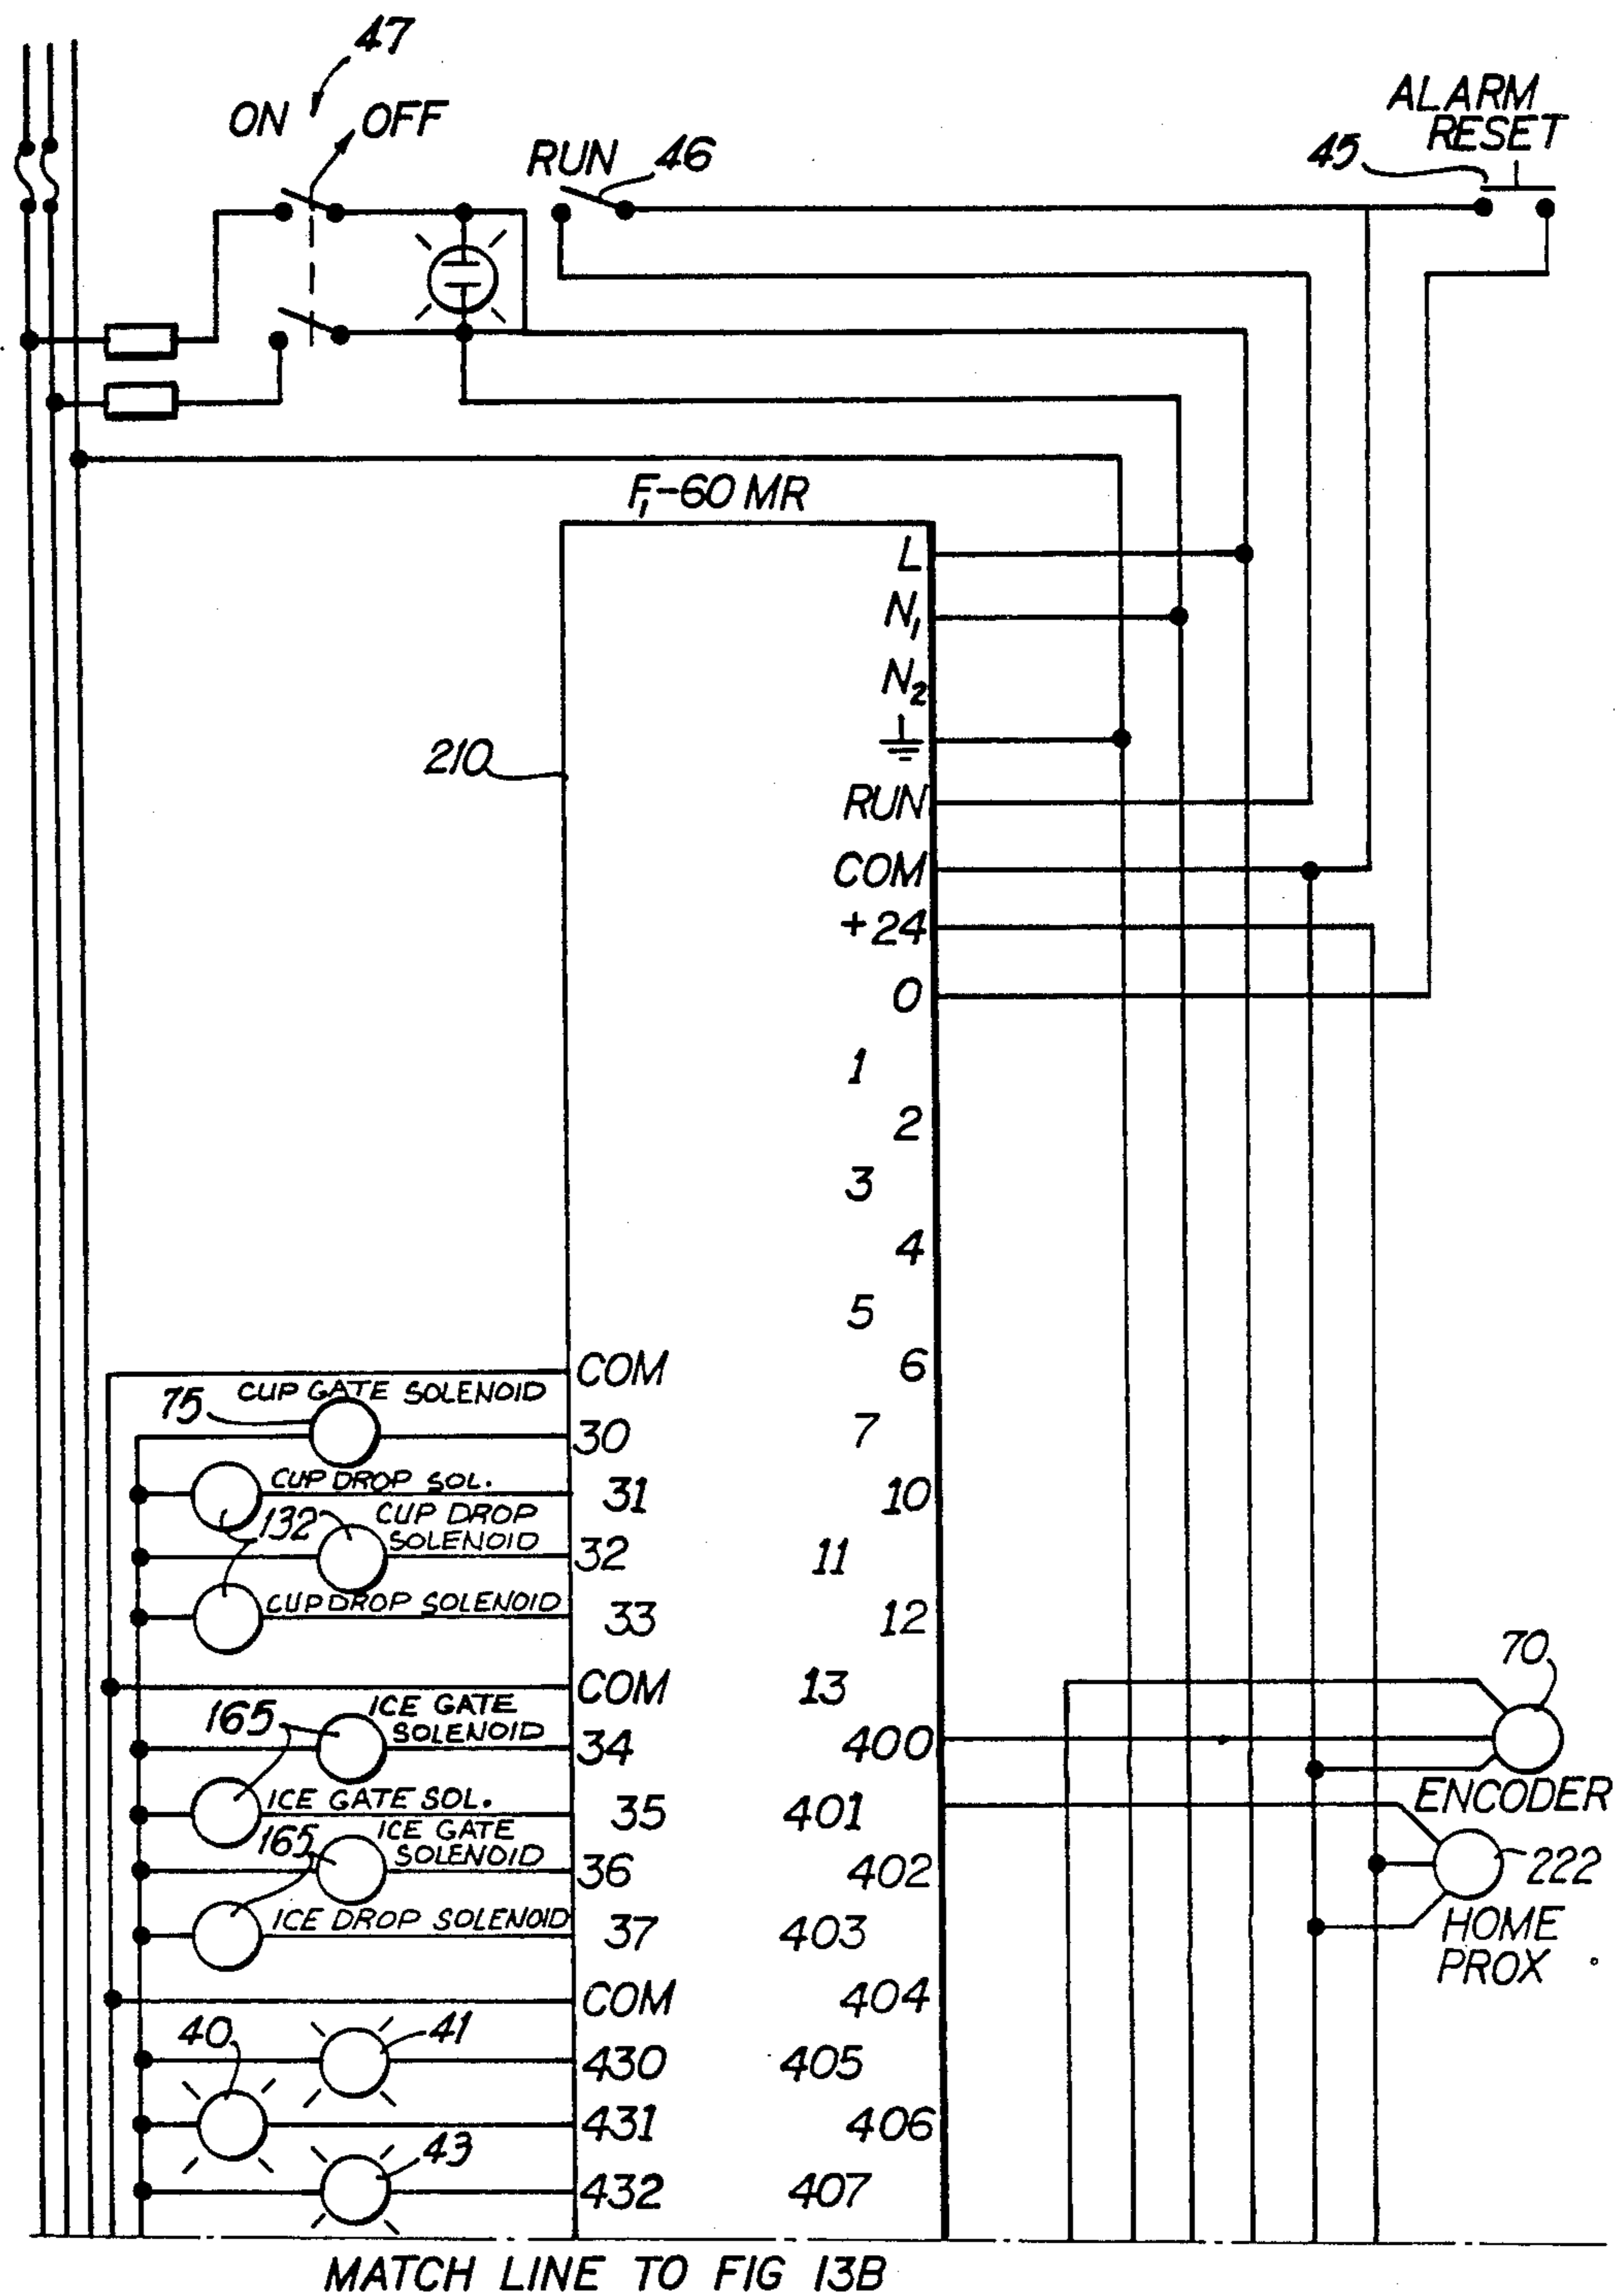 47
ON OFF
RUN 46
ALARM
RESET
45
F1-60 MR
L
N1
N2
210
RUN
COM
+24
0
1
2
3
4
5
COM 6
75 CUP GATE SOLENOID
30 7
CUP DROP SOL. 31 10
132 CUP DROP
SOLENOID 32 11
CUP DROP SOLENOID 33 12
70
COM 13
165 ICE GATE
SOLENOID 34 400
ENCODER
ICE GATE SOL. 35 401
165 ICE GATE
SOLENOID 36 402 222
ICE DROP SOLENOID 37 403 HOME
PROX
COM 404
40 41
430 405
431 406
43
432 407
MATCH LINE TO FIG 13B